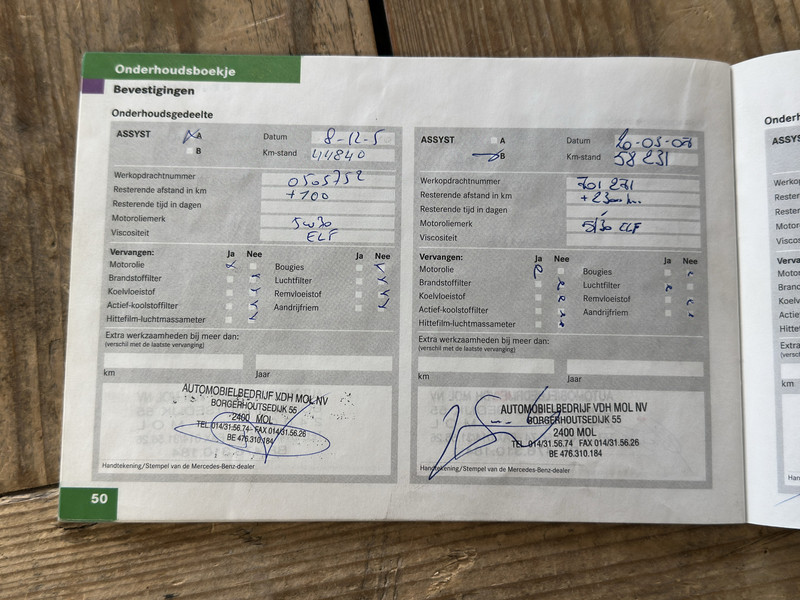 Onderhoudsboekje
Bevestigingen
Onderhoudsgedeelte
ASSYST A
B
Datum 8-12-5
Km-stand 44840
Werkopdrachtnummer 0505752
Resterende afstand in km +100
Resterende tijd in dagen
Motoroliemerk 5w30
Viscositeit ELF
Vervangen: Ja Nee Ja Nee
Motorolie Bougies
Brandstoffilter Luchtfilter
Koelvloeistof Remvloeistof
Actief-koolstoffilter Aandrijfriem
Hittefilm-luchtmassameter
Extra werkzaamheden bij meer dan:
(verschil met de laatste vervanging)
km Jaar
AUTOMOBIELBEDRIJF VDH MOL NV
BORGERHOUTSEDIJK 55
2400 MOL
TEL 014/31.56.74 FAX 014/31.56.26
BE 476.310.184
Handtekening/Stempel van de Mercedes-Benz-dealer
50
ASSYST A
B
Datum
Km-stand 58231
Werkopdrachtnummer 701271
Resterende afstand in km
Resterende tijd in dagen
Motoroliemerk 5/30 ELF
Viscositeit
Vervangen: Ja Nee Ja Nee
Motorolie Bougies
Brandstoffilter Luchtfilter
Koelvloeistof Remvloeistof
Actief-koolstoffilter Aandrijfriem
Hittefilm-luchtmassameter
Extra werkzaamheden bij meer dan:
(verschil met de laatste vervanging)
km Jaar
AUTOMOBIELBEDRIJF VDH MOL NV
BORGERHOUTSEDIJK 55
2400 MOL
TEL 014/31.56.74 FAX 014/31.56.26
BE 476.310.184
Handtekening/Stempel van de Mercedes-Benz-dealer